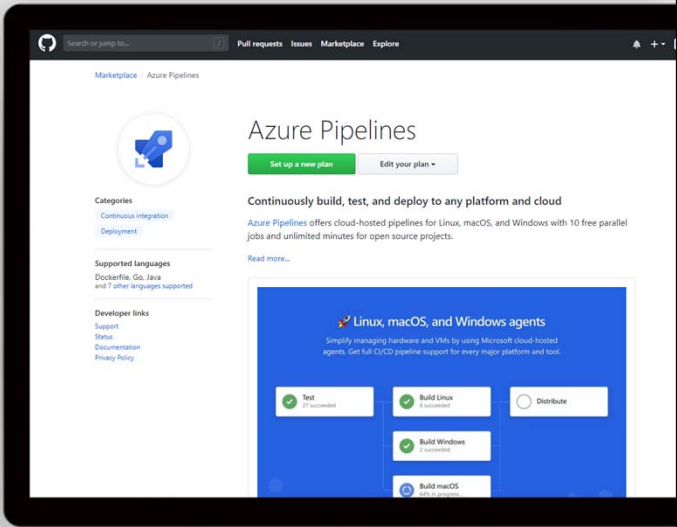 Search or jump to...
/
Pull requests Issues Marketplace Explore
Marketplace / Azure Pipelines
Azure Pipelines
Set up a new plan
Edit your plan
Categories
Continuous integration
Deployment
Supported languages
Dockerfile, Go, Java
and 7 other languages supported
Developer links
Support
Status
Documentation
Privacy Policy
Continuously build, test, and deploy to any platform and cloud
Azure Pipelines offers cloud-hosted pipelines for Linux, macOS, and Windows with 10 free parallel
jobs and unlimited minutes for open source projects.
Read more...
Linux, macOS, and Windows agents
Simplify managing hardware and VMs by using Microsoft cloud-hosted
agents. Get full CI/CD pipeline support for every major platform and tool.
Test
27 succeeded
Build Linux
8 succeeded
Distribute
Build Windows
2 succeeded
Build macOS
64% in progress...